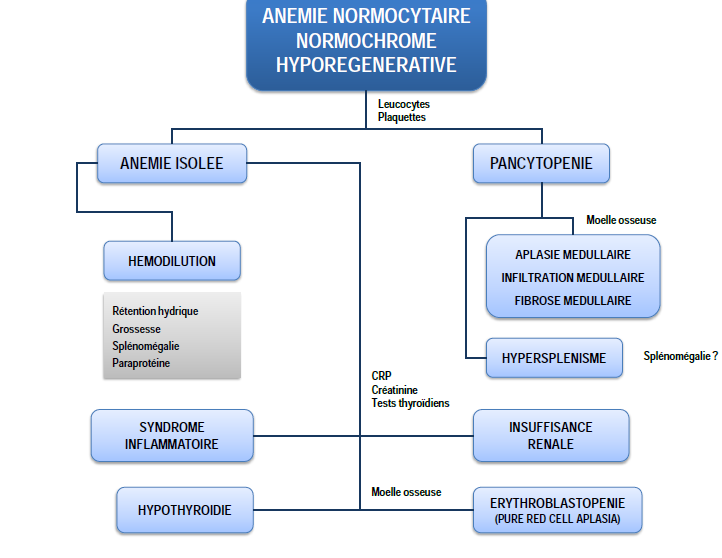 ANEMIE NORMOCYTAIRE
NORMOCHROME
HYPOREGENERATIVE
Leucocytes
Plaquettes
ANEMIE ISOLEE
PANCYTOPENIE
Moelle osseuse
HEMODILUTION
APLASIE MEDULLAIRE
INFILTRATION MEDULLAIRE
FIBROSE MEDULLAIRE
Rétention hydrique
Grossesse
Splénomégalie
Paraprotéine
HYPERSPLENISME
Splénomégalie ?
CRP
Créatinine
Tests thyroïdiens
SYNDROME
INFLAMMATOIRE
INSUFFISANCE
RENALE
Moelle osseuse
HYPOTHYROIDIE
ERYTHROBLASTOPENIE
(PURE RED CELL APLASIA)